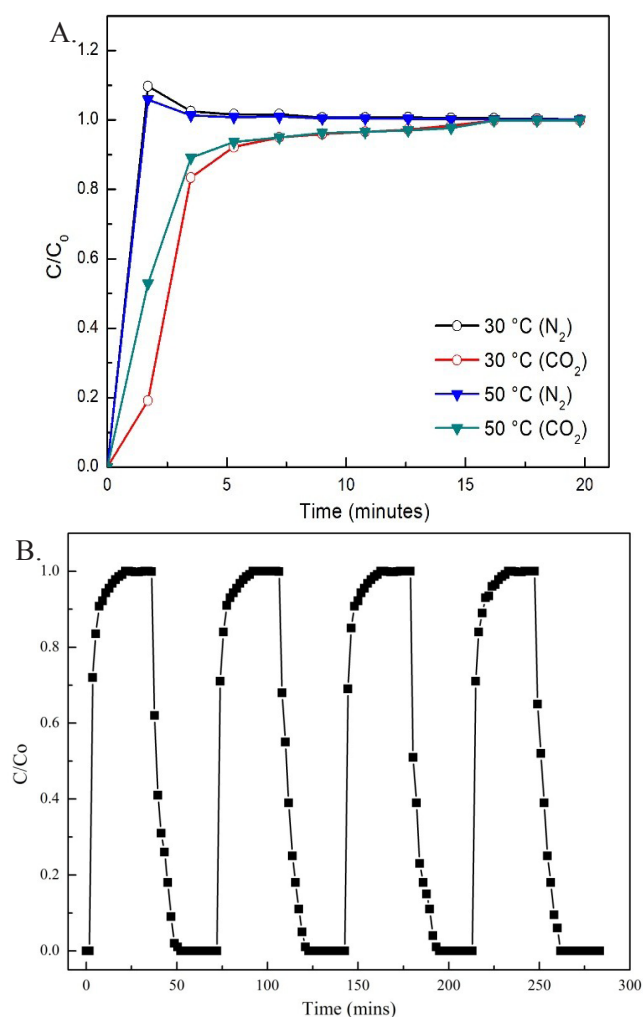 A.
1.2
1.0
0.8
0.6
0.4
0.2
0.0
C/C₀
30 °C (N₂)
30 °C (CO₂)
50 °C (N₂)
50 °C (CO₂)
0 5 10 15 20
Time (minutes)
B.
1.0
0.8
0.6
0.4
0.2
0.0
C/Co
0 50 100 150 200 250 300
Time (mins)